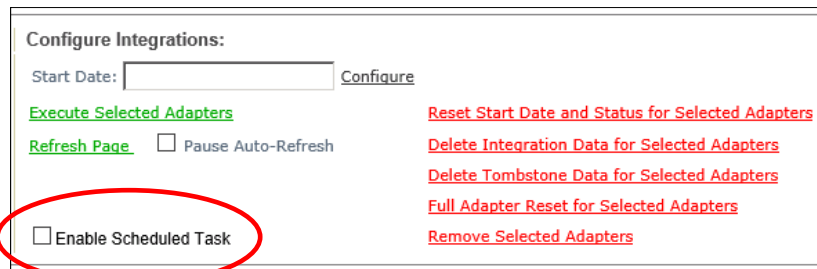 Configure Integrations:
Start Date: Configure
Execute Selected Adapters Reset Start Date and Status for Selected Adapters
Refresh Page Pause Auto-Refresh Delete Integration Data for Selected Adapters
Delete Tombstone Data for Selected Adapters
Full Adapter Reset for Selected Adapters
Enable Scheduled Task Remove Selected Adapters